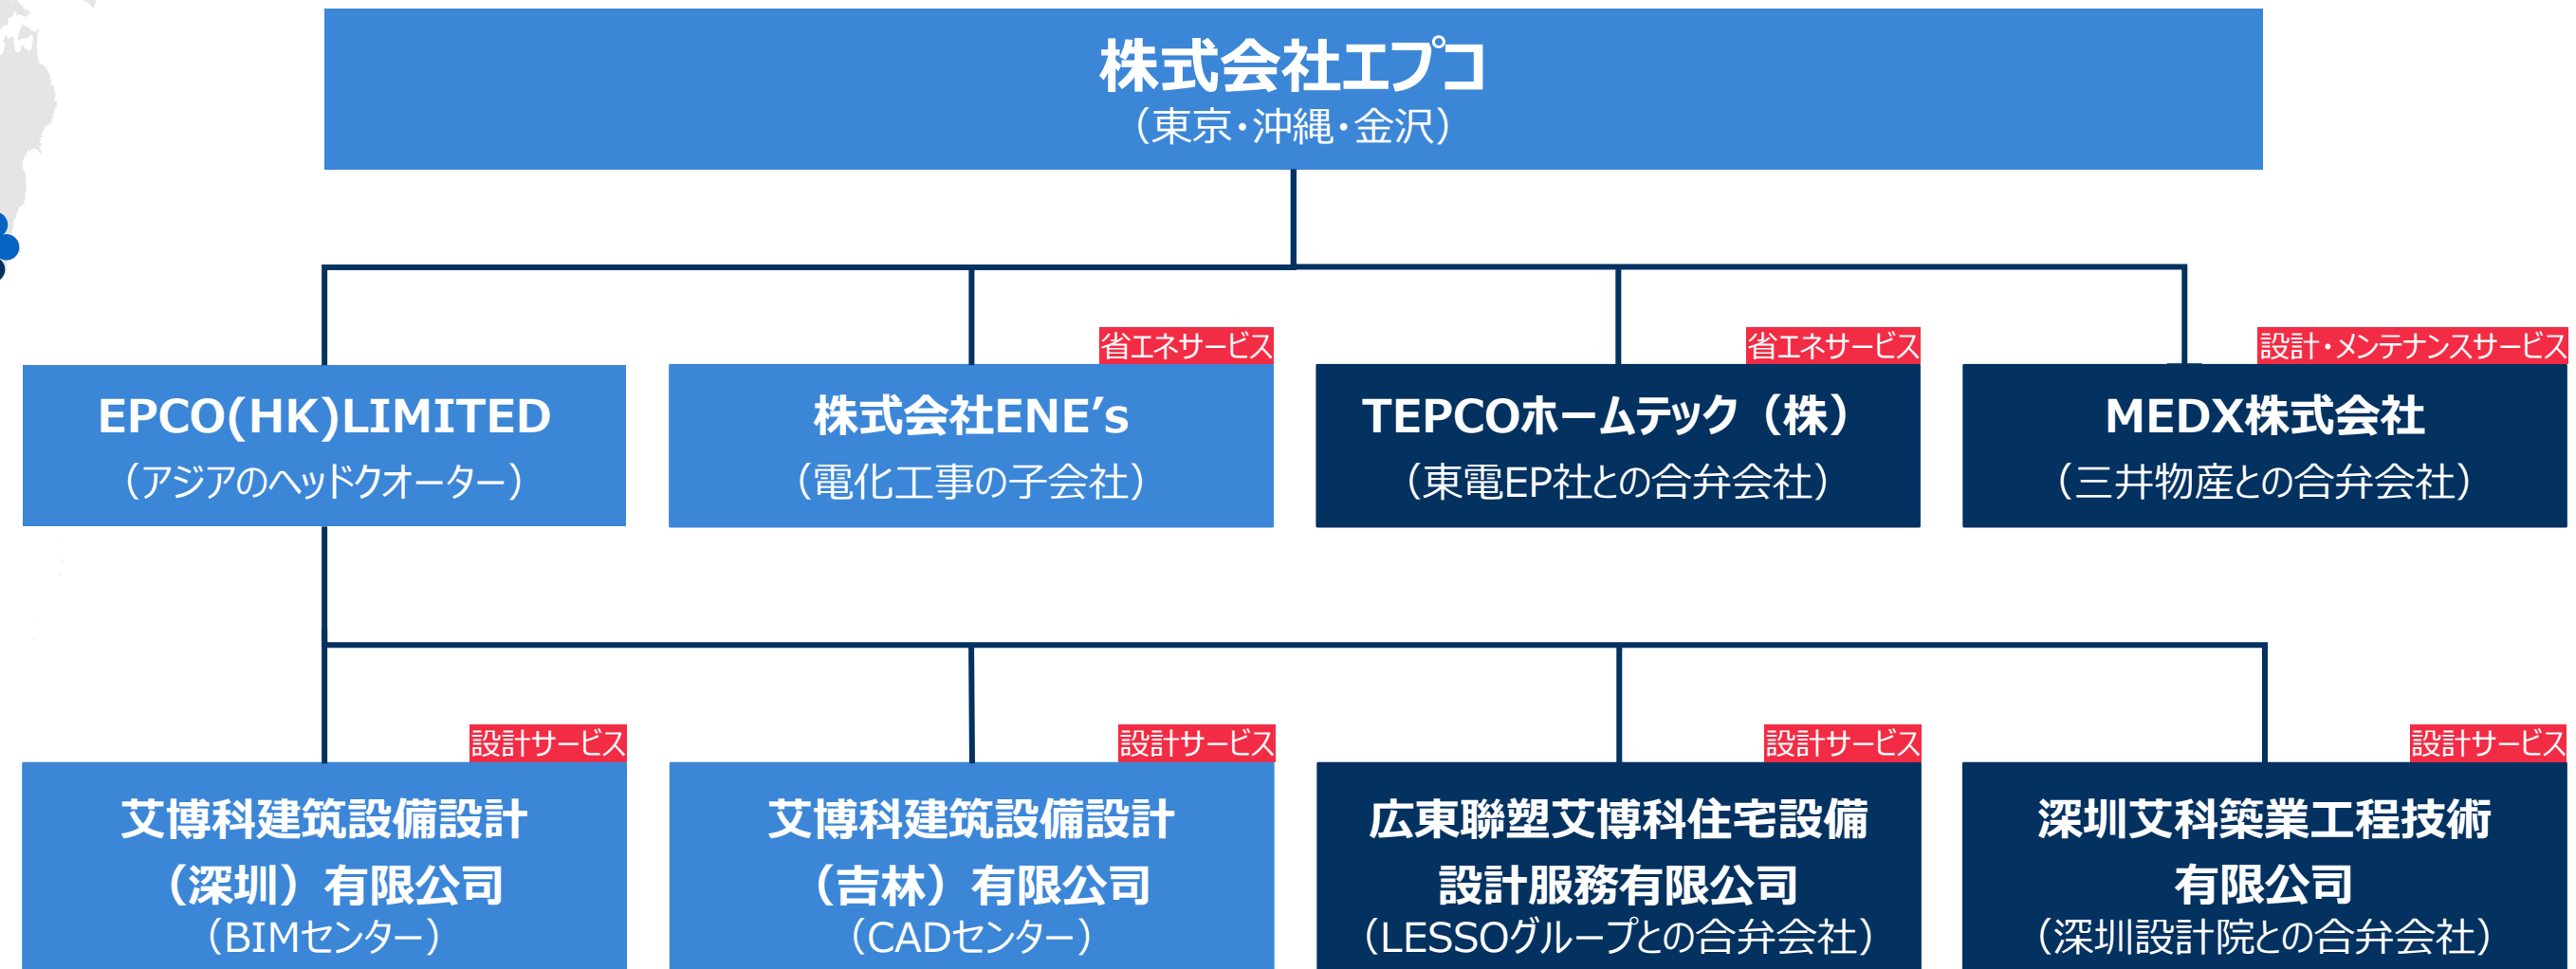 株式会社エプコ
（東京・沖縄・金沢）
省エネサービス
省エネサービス
設計・メンテナンスサービス
EPCO(HK)LIMITED
（アジアのヘッドクオーター）
株式会社ENE’s
（電化工事の子会社）
TEPCOホームテック（株）
（東電EP社との合弁会社）
MEDX株式会社
（三井物産との合弁会社）
設計サービス
設計サービス
設計サービス
設計サービス
艾博科建筑設備設計
（深圳）有限公司
（BIMセンター）
艾博科建筑設備設計
（吉林）有限公司
（CADセンター）
広東聯塑艾博科住宅設備
設計服務有限公司
（LESSOグループとの合弁会社）
深圳艾科築業工程技術
有限公司
（深圳設計院との合弁会社）